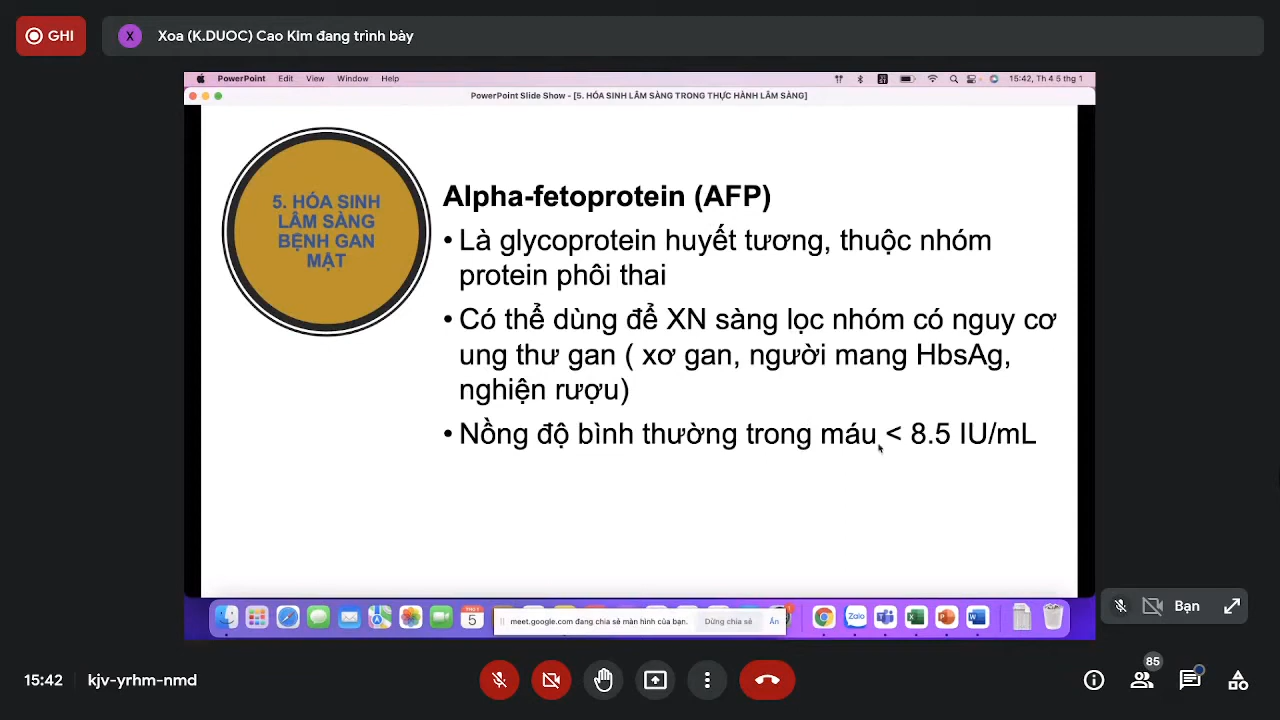 GHI
X
Xoa (K.DUOC) Cao Kim đang trình bày
PowerPoint Edit View Window Help
15:42, Th 4 5 thg 1
PowerPoint Slide Show - [5. HÓA SINH LÂM SÀNG TRONG THỰC HÀNH LÂM SÀNG]
5. HÓA SINH
LÂM SÀNG
BỆNH GAN
MẬT
Alpha-fetoprotein (AFP)
• Là glycoprotein huyết tương, thuộc nhóm
protein phôi thai
• Có thể dùng để XN sàng lọc nhóm có nguy cơ
ung thư gan ( xơ gan, người mang HbsAg,
nghiện rượu)
• Nồng độ bình thường trong máu < 8.5 IU/mL
5
Zalo
meet.google.com đang chia sẻ màn hình của bạn.
Dừng chia sẻ
Ẩn
Bạn
15:42
kjv-yrhm-nmd
85